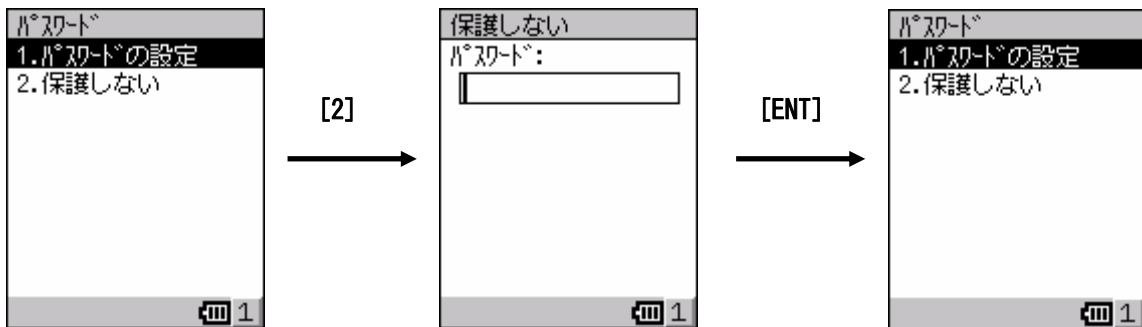 ﾊﾟｽﾜｰﾄﾞ
1.ﾊﾟｽﾜｰﾄﾞの設定
2.保護しない
1
[2]
保護しない
ﾊﾟｽﾜｰﾄﾞ:
1
[ENT]
ﾊﾟｽﾜｰﾄﾞ
1.ﾊﾟｽﾜｰﾄﾞの設定
2.保護しない
1